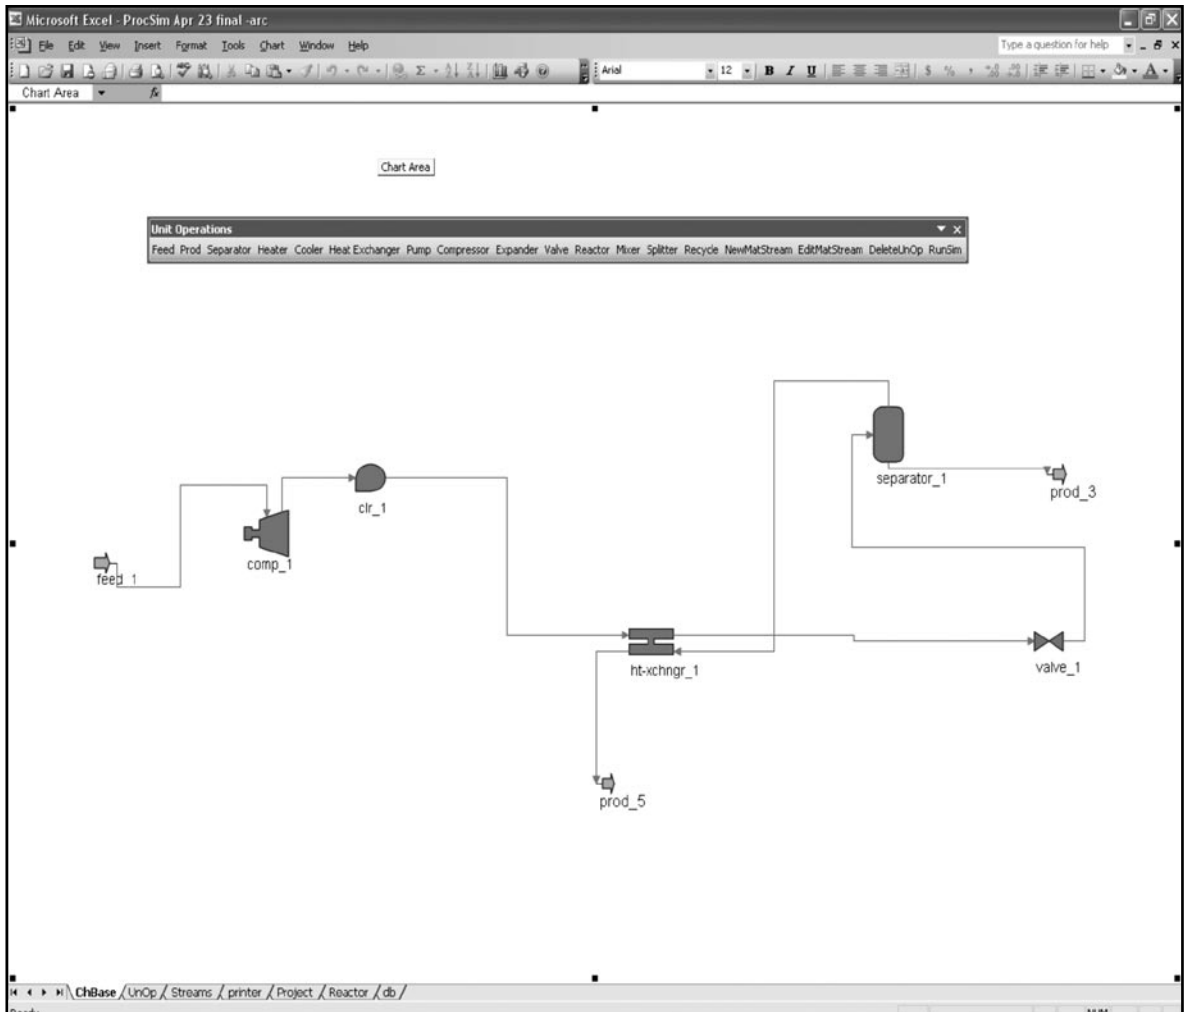 Microsoft Excel - ProcSim Apr 23 final -arc
File Edit View Insert Format Tools Chart Window Help
Type a question for help
Arial 12 B I U
Chart Area fx
Chart Area
Unit Operations
Feed Prod Separator Heater Cooler Heat Exchanger Pump Compressor Expander Valve Reactor Mixer Splitter Recycle NewMatStream EditMatStream DeleteUnOp RunSim
separator_1
prod_3
clr_1
comp_1
feed_1
ht-xchngr_1
valve_1
prod_5
ChBase UnOp Streams printer Project Reactor db